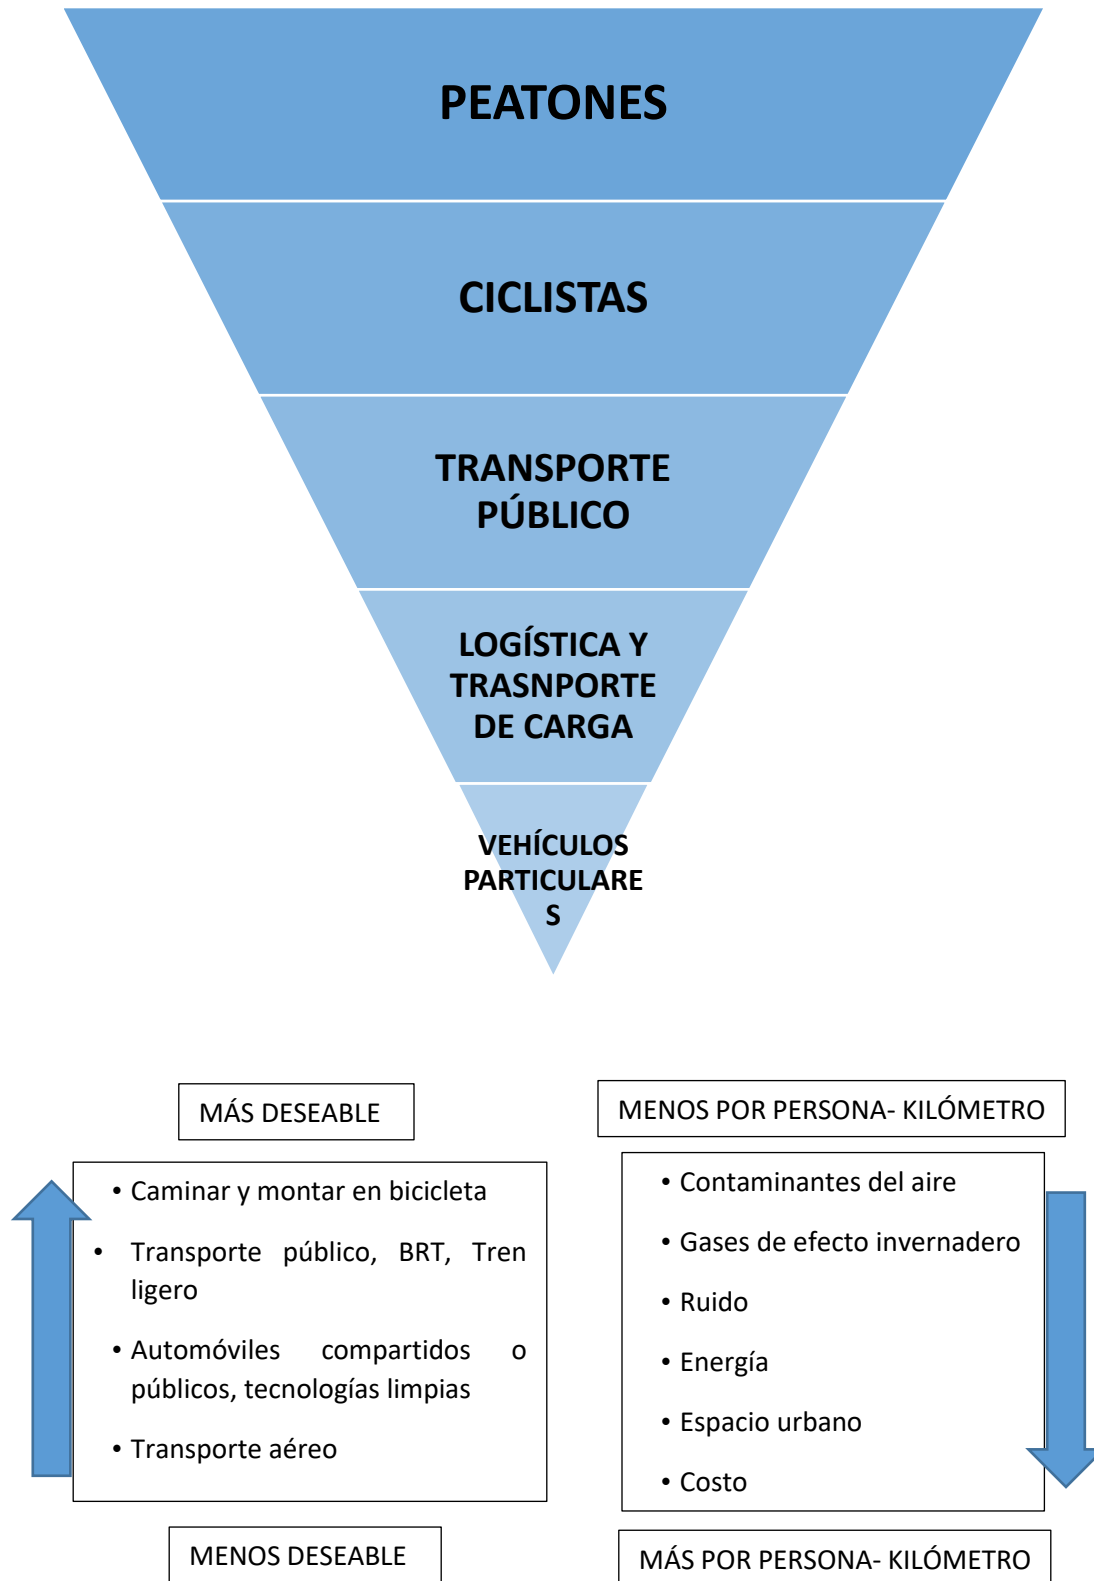 PEATONES
CICLISTAS
TRANSPORTE
PÚBLICO
LOGÍSTICA Y
TRASNPORTE
DE CARGA
VEHÍCULOS
PARTICULARE
S
MÁS DESEABLE
• Caminar y montar en bicicleta
• Transporte público, BRT, Tren
ligero
• Automóviles compartidos o
públicos, tecnologías limpias
• Transporte aéreo
MENOS DESEABLE
MENOS POR PERSONA- KILÓMETRO
• Contaminantes del aire
• Gases de efecto invernadero
• Ruido
• Energía
• Espacio urbano
• Costo
MÁS POR PERSONA- KILÓMETRO